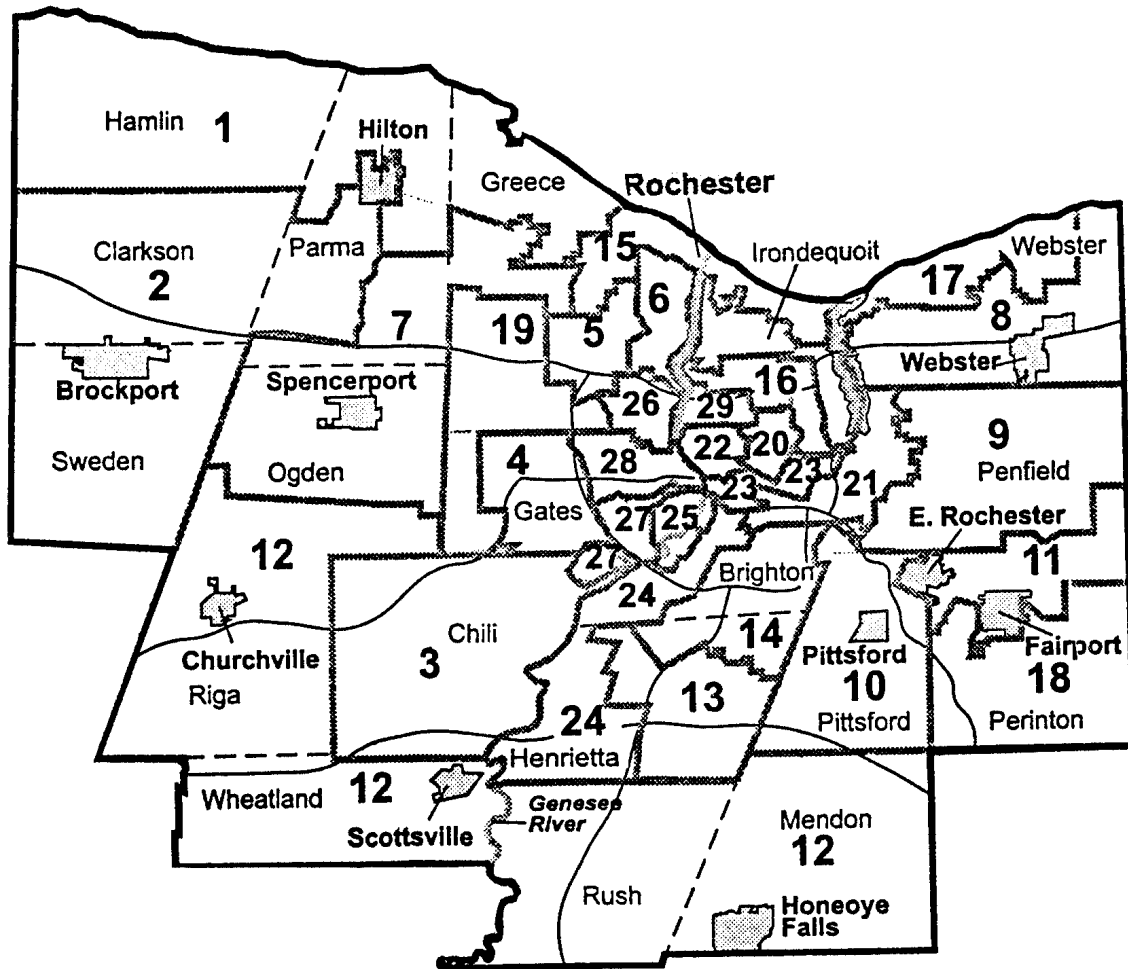 Hamlin 1
Hilton
Greece
Rochester
Clarkson
2
Parma
15
Irondequoit
Webster
17
6
7
19
5
8
Brockport
Spencerport
Webster
16
26
29
Sweden
Ogden
4
28
22
20
23
9
Penfield
21
23
Gates
27
25
E. Rochester
12
27
Brighton
11
24
Churchville
Riga
Chili
3
14
Pittsford
10
Pittsford
Fairport
18
Perinton
24
13
Henrietta
Wheatland
12
Scottsville
Genesee
River
Mendon
12
Rush
Honeoye
Falls